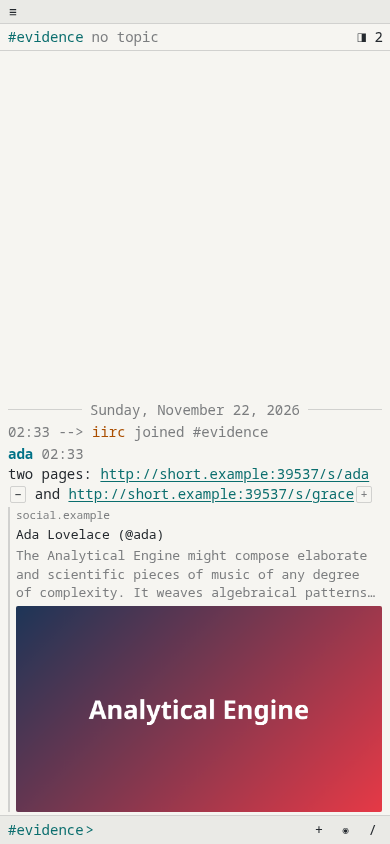 ≡
#evidence no topic ◨ 2
Sunday, November 22, 2026
02:33 --> iirc joined #evidence
ada 02:33
two pages: http://short.example:39537/s/ada
− and http://short.example:39537/s/grace +
social.example
Ada Lovelace (@ada)
The Analytical Engine might compose elaborate
and scientific pieces of music of any degree
of complexity. It weaves algebraical patterns…
Analytical Engine
#evidence> + ◉ /